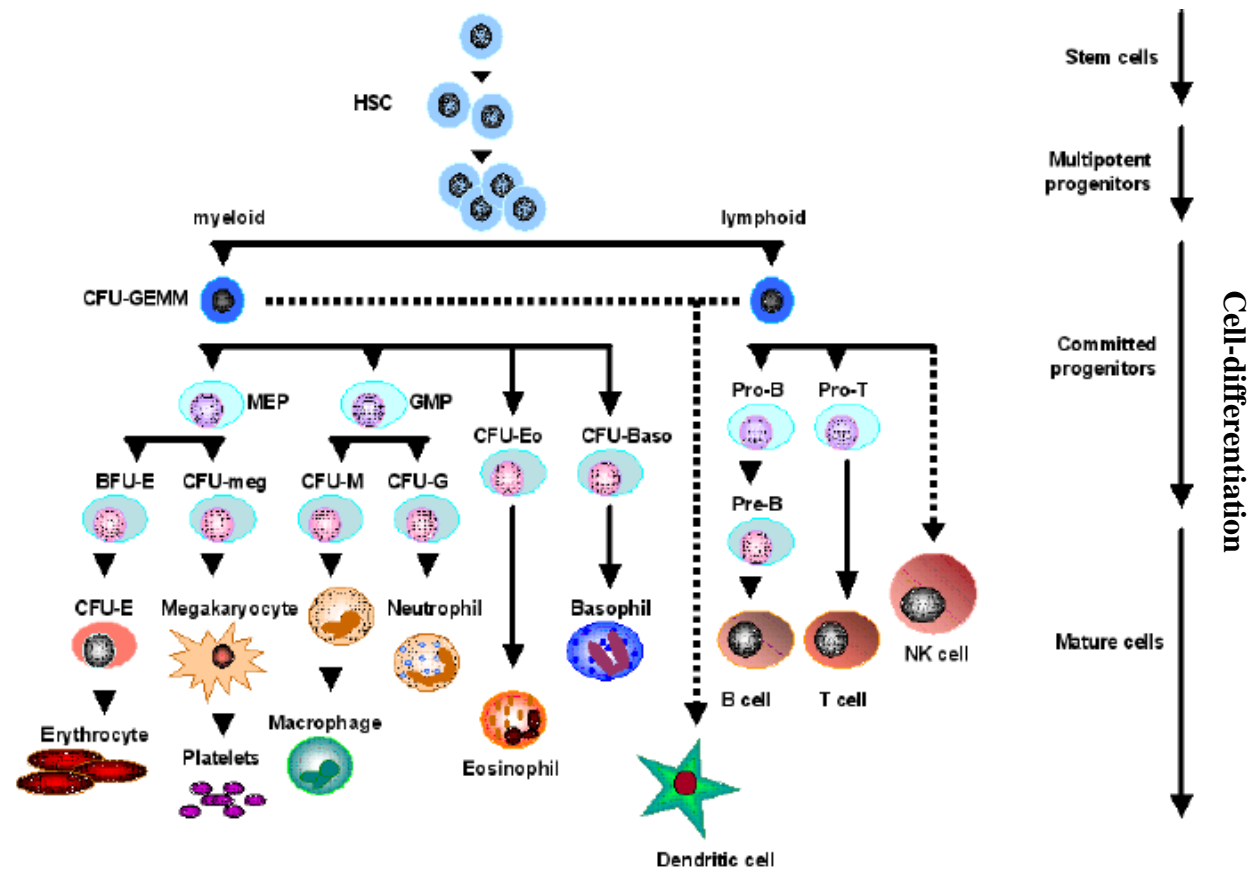 Stem cells
HSC
Multipotent
progenitors
myeloid
lymphoid
CFU-GEMM
Cell-differentiation
Committed
progenitors
MEP
GMP
Pro-B
Pro-T
CFU-Eo
CFU-Baso
BFU-E
CFU-meg
CFU-M
CFU-G
Pre-B
CFU-E
Megakaryocyte
Neutrophil
Basophil
Mature cells
NK cell
B cell
T cell
Macrophage
Erythrocyte
Platelets
Eosinophil
Dendritic cell